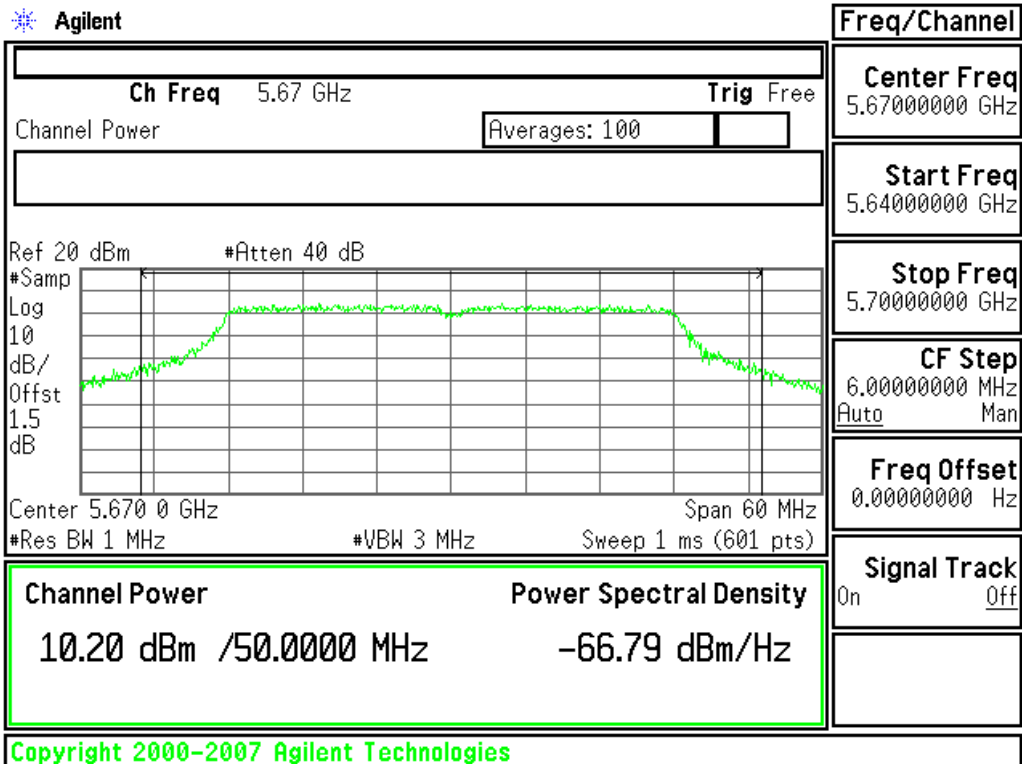 Agilent
Freq/Channel
Ch Freq 5.67 GHz Trig Free
Channel Power Averages: 100
Ref 20 dBm #Atten 40 dB
#Samp
Log
10
dB/
Offst
1.5
dB
Center 5.670 0 GHz Span 60 MHz
#Res BW 1 MHz #VBW 3 MHz Sweep 1 ms (601 pts)
Channel Power Power Spectral Density
10.20 dBm /50.0000 MHz -66.79 dBm/Hz
Center Freq
5.67000000 GHz
Start Freq
5.64000000 GHz
Stop Freq
5.70000000 GHz
CF Step
6.00000000 MHz
Auto Man
Freq Offset
0.00000000 Hz
Signal Track
On Off
Copyright 2000-2007 Agilent Technologies